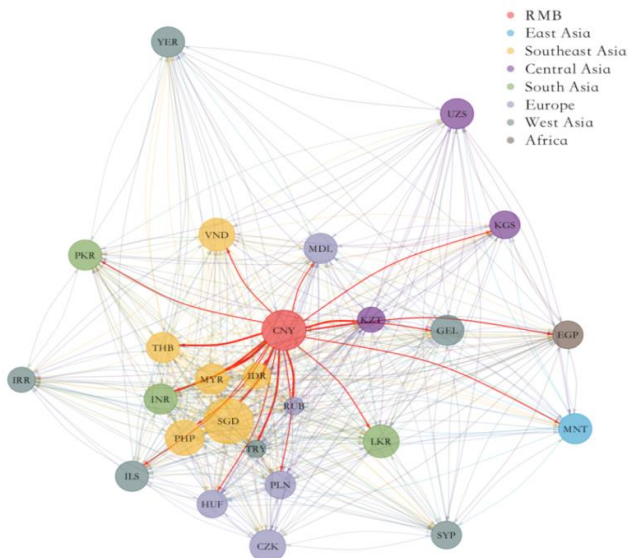 RMB
East Asia
Southeast Asia
Central Asia
South Asia
Europe
West Asia
Africa
YER
UZS
KGS
VND
MDL
PKR
CNY
KZT
GEL
EGP
THB
IRR
MYR
IDR
INR
RUB
SGD
MNT
PHP
TRY
LKR
ILS
PLN
HUF
SYP
CZK